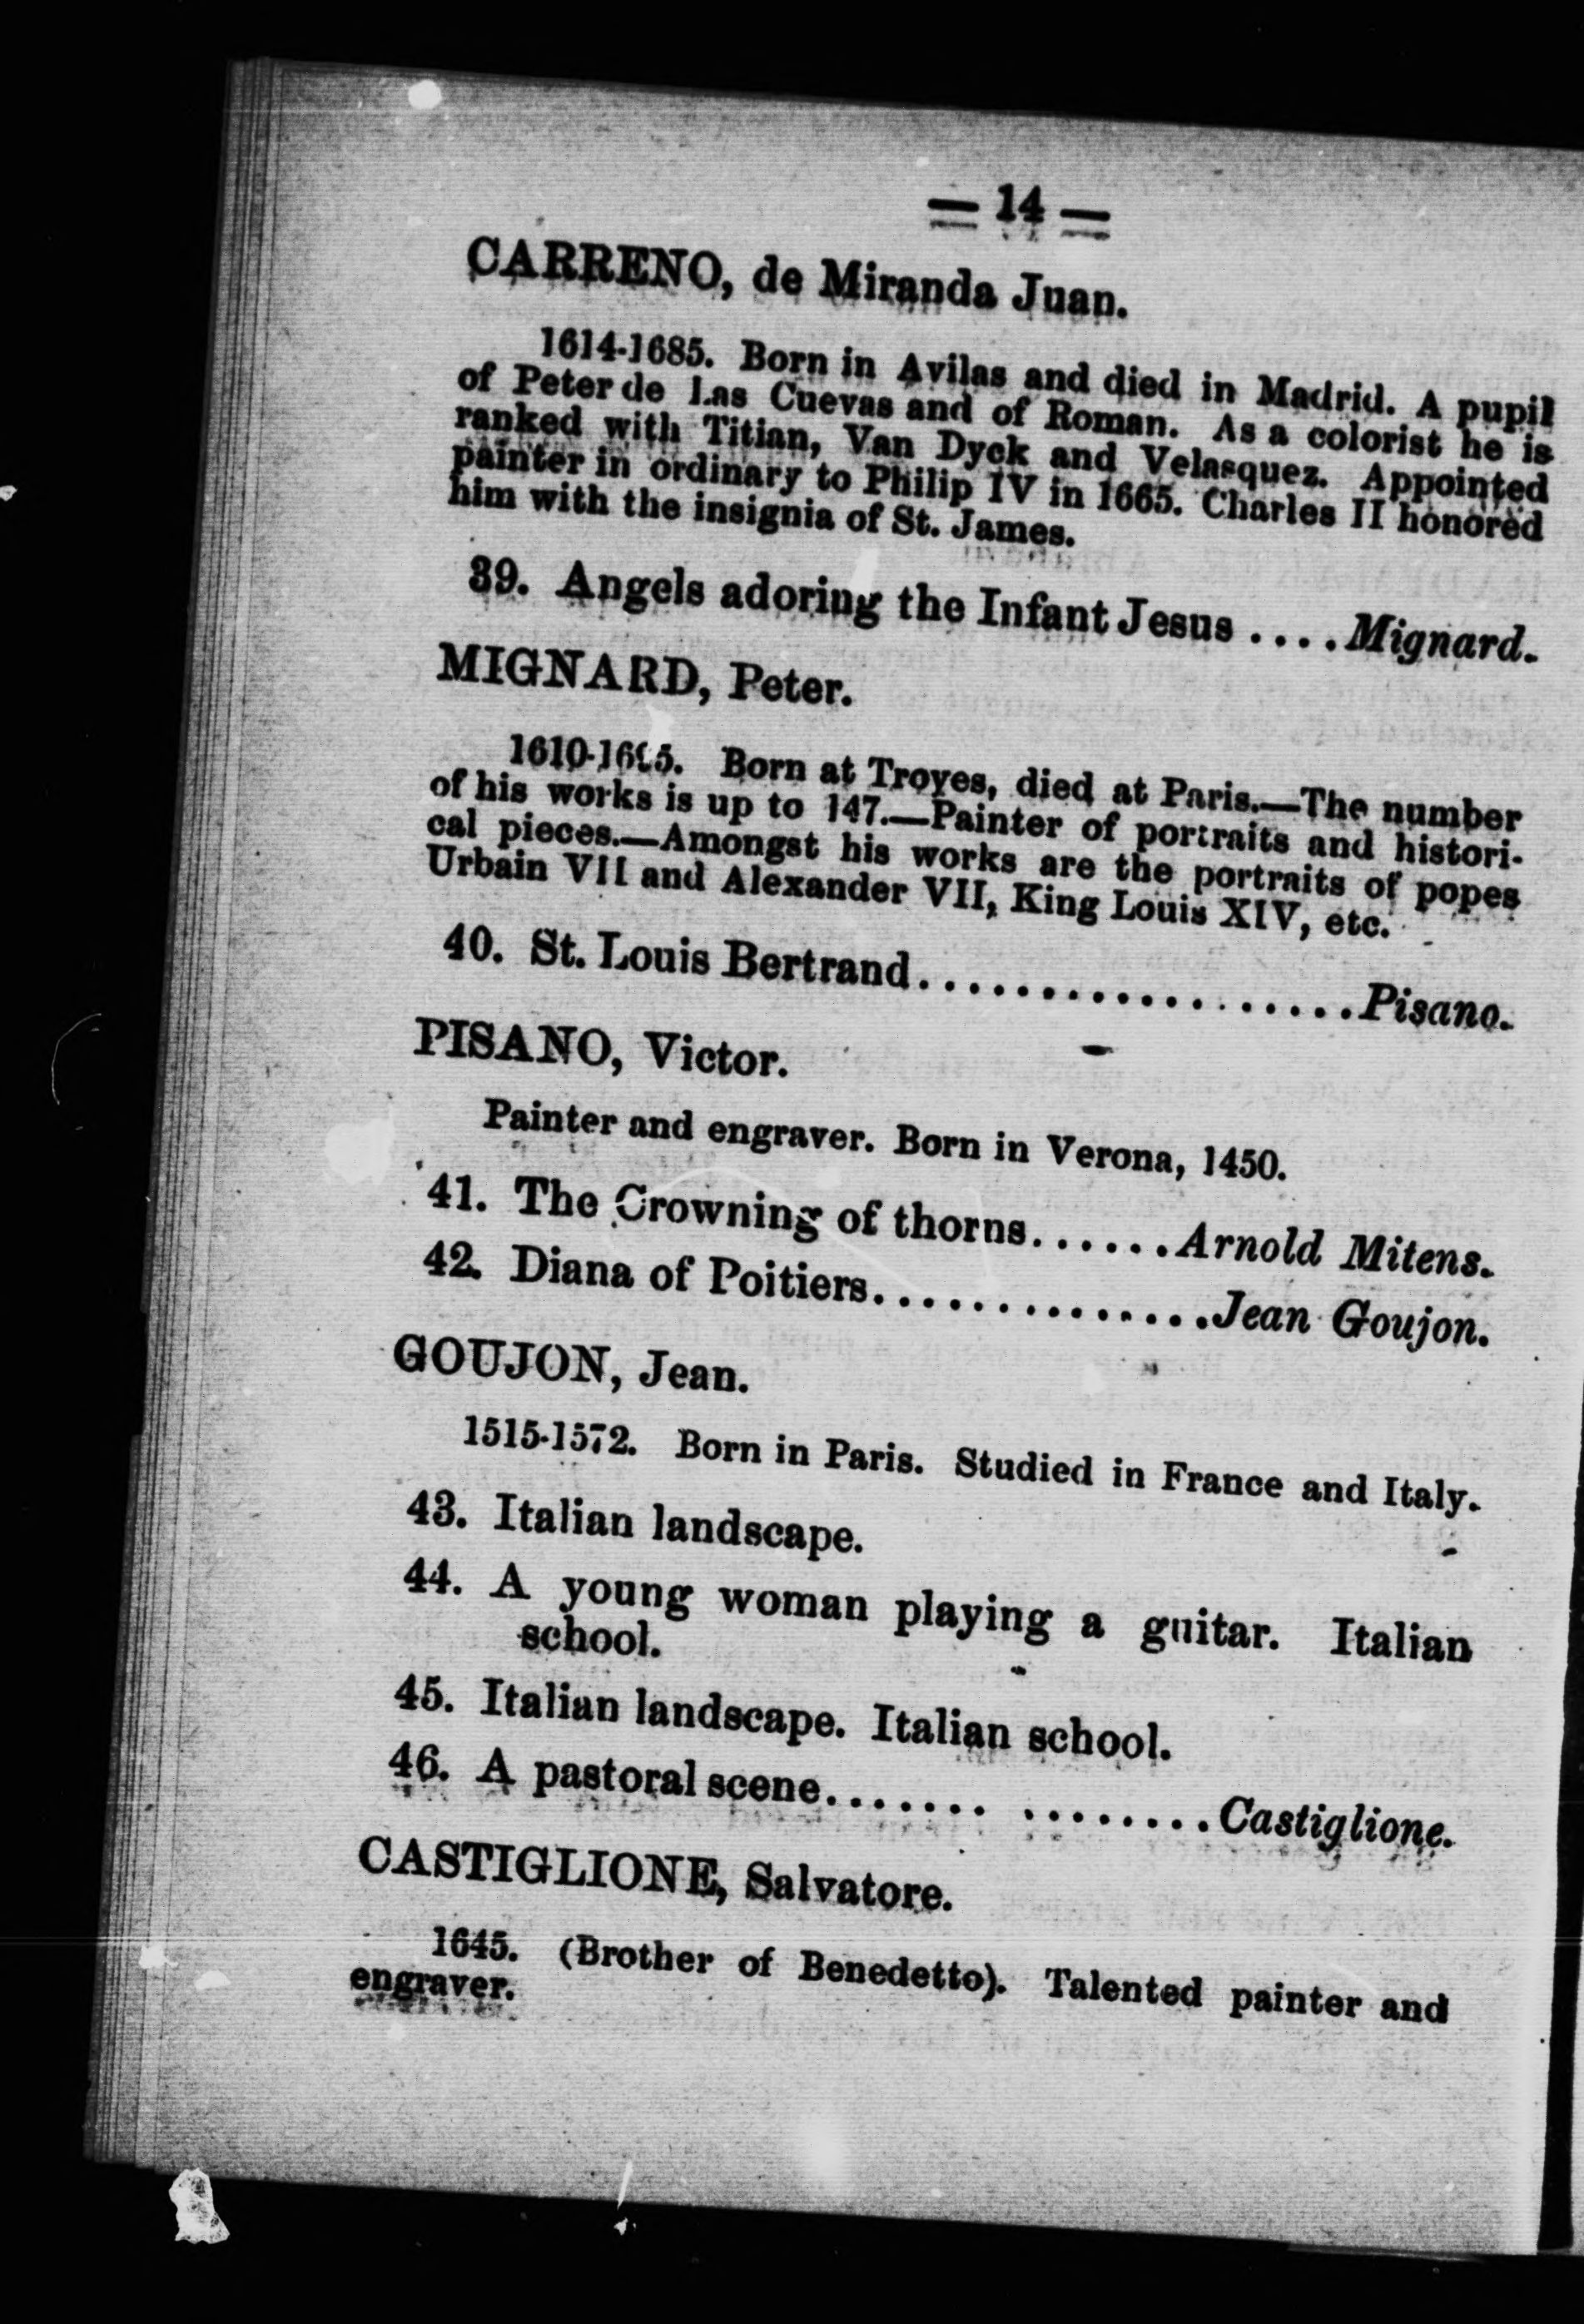 — 14 —
CARRENO, de Miranda Juan.
1614-1685. Born in Avilas and died in Madrid. A pupil
of Peter de Las Cuevas and of Roman. As a colorist he is
ranked with Titian, Van Dyck and Velasquez. Appointed
painter in ordinary to Philip IV in 1665. Charles II honored
him with the insignia of St. James.
39. Angels adoring the Infant Jesus .... Mignard.
MIGNARD, Peter.
1610-1695. Born at Troyes, died at Paris.—The number
of his works is up to 147.—Painter of portraits and histori-
cal pieces.—Amongst his works are the portraits of popes
Urbain VII and Alexander VII, King Louis XIV, etc.
40. St. Louis Bertrand.................. Pisano.
PISANO, Victor.
Painter and engraver. Born in Verona, 1450.
41. The Crowning of thorns...... Arnold Mitens.
42. Diana of Poitiers.............. Jean Goujon.
GOUJON, Jean.
1515-1572. Born in Paris. Studied in France and Italy.
43. Italian landscape.
44. A young woman playing a guitar. Italian
school.
45. Italian landscape. Italian school.
46. A pastoral scene....... ........ Castiglione.
CASTIGLIONE, Salvatore.
1645. (Brother of Benedetto). Talented painter and
engraver.